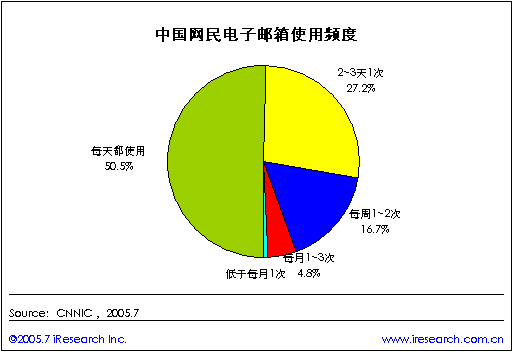 中国网民电子邮箱使用频度
2~3天1次
27.2%
每天都使用
50.5%
每周1~2次
16.7%
每月1~3次
4.8%
低于每月1次
Source: CNNIC , 2005.7
©2005.7 iResearch Inc.
www.iresearch.com.cn